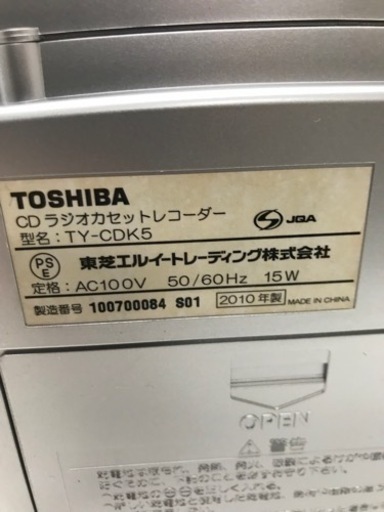 TOSHIBA
CDラジオカセットレコーダー
型名：TY-CDK5
JQA
PS E
東芝エルイートレーディング株式会社
定格：AC100V 50/60Hz 15W
製造番号 100700084 S01
2010年製 MADE IN CHINA
OPEN
警告